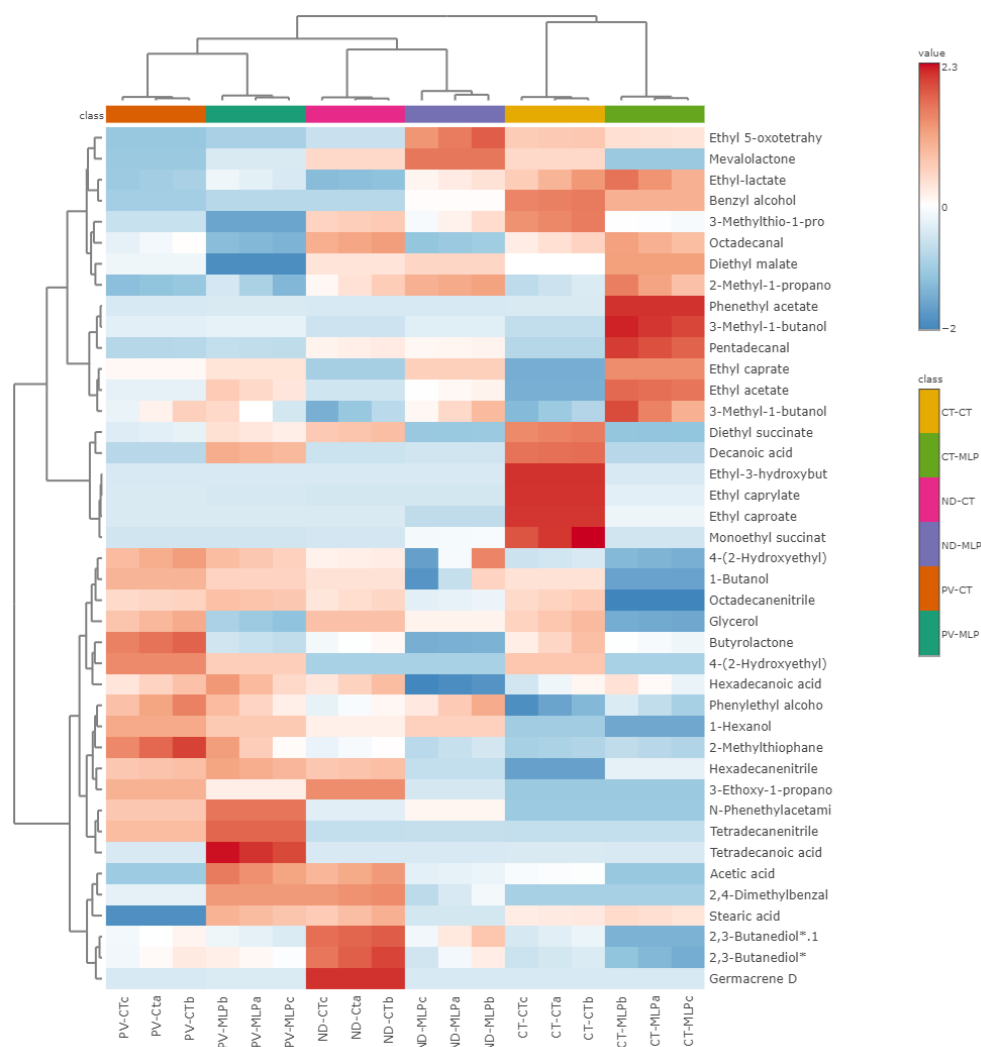 value
2.3
0
−2
class
Ethyl 5-oxotetrahy
Mevalolactone
Ethyl-lactate
Benzyl alcohol
3-Methylthio-1-pro
Octadecanal
Diethyl malate
2-Methyl-1-propano
Phenethyl acetate
3-Methyl-1-butanol
Pentadecanal
Ethyl caprate
Ethyl acetate
3-Methyl-1-butanol
Diethyl succinate
Decanoic acid
Ethyl-3-hydroxybut
Ethyl caprylate
Ethyl caproate
Monoethyl succinat
4-(2-Hydroxyethyl)
1-Butanol
Octadecanenitrile
Glycerol
Butyrolactone
4-(2-Hydroxyethyl)
Hexadecanoic acid
Phenylethyl alcoho
1-Hexanol
2-Methylthiophane
Hexadecanenitrile
3-Ethoxy-1-propano
N-Phenethylacetami
Tetradecanenitrile
Tetradecanoic acid
Acetic acid
2,4-Dimethylbenzal
Stearic acid
2,3-Butanediol*.1
2,3-Butanediol*
Germacrene D
class
CT-CT
CT-MLP
ND-CT
ND-MLP
PV-CT
PV-MLP
PV-CTc
PV-Cta
PV-CTb
PV-MLPb
PV-MLPa
PV-MLPc
ND-CTc
ND-Cta
ND-CTb
ND-MLPc
ND-MLPa
ND-MLPb
CT-CTc
CT-CTa
CT-CTb
CT-MLPb
CT-MLPa
CT-MLPc